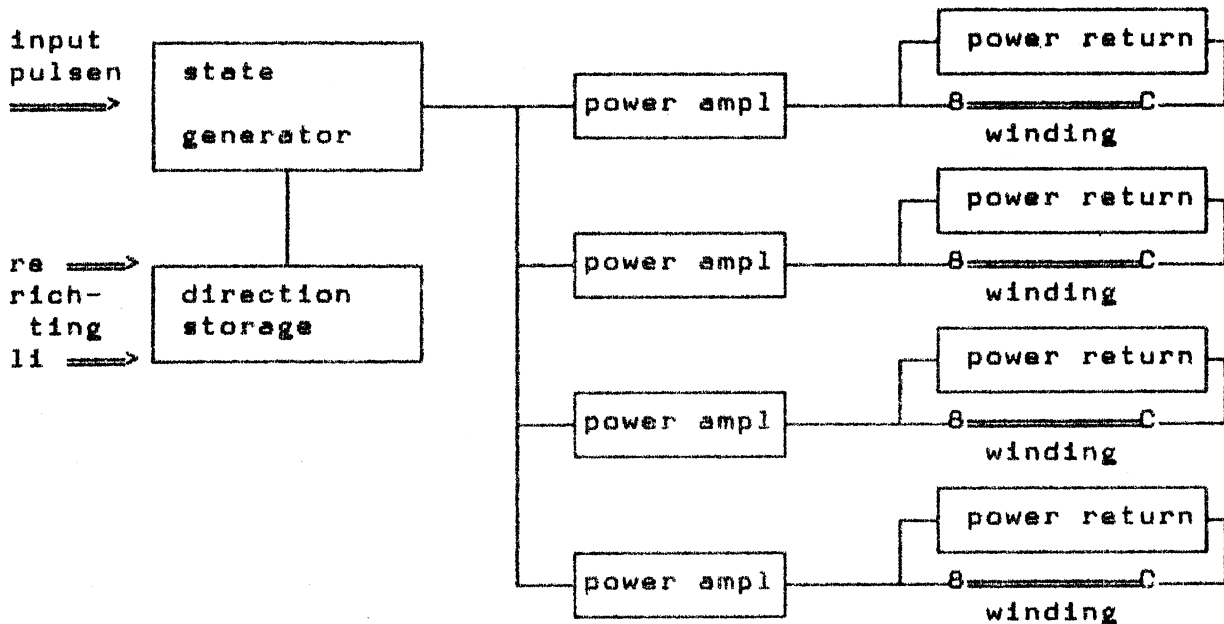 input
pulsen
state
generator
re
rich-
ting
li
direction
storage
power ampl
power return
B C
winding
power ampl
power return
B C
winding
power ampl
power return
B C
winding
power ampl
power return
B C
winding